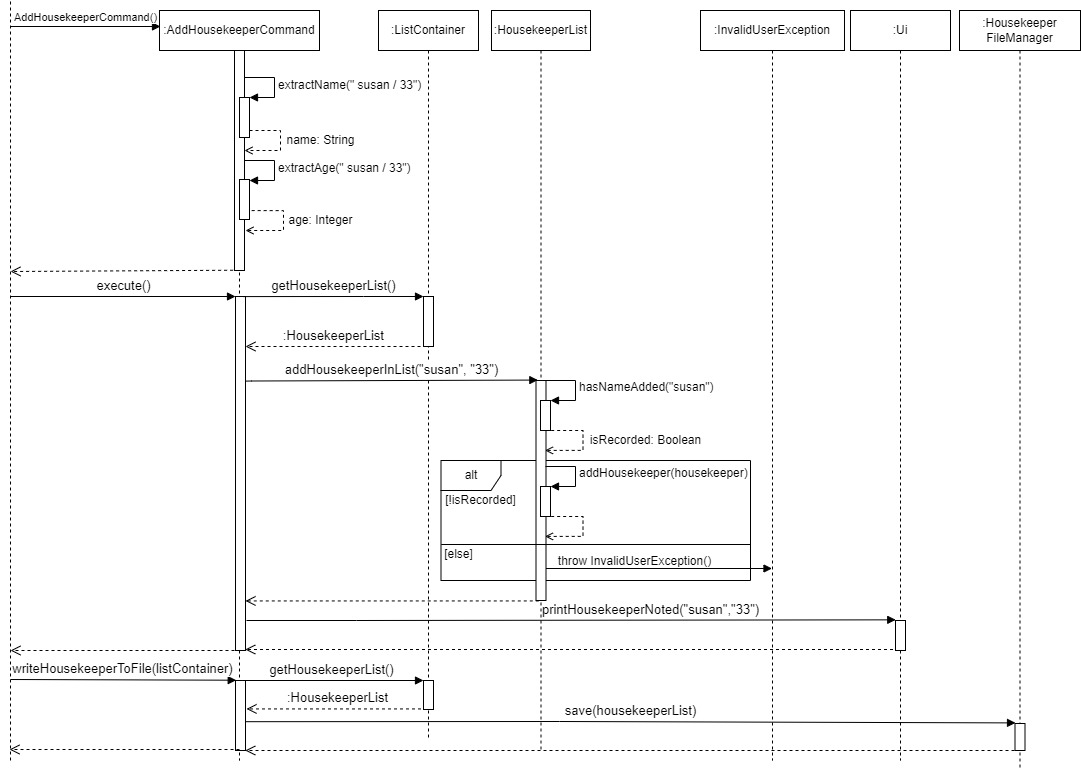 AddHousekeeperCommand()
:AddHousekeeperCommand
:ListContainer
:HousekeeperList
:InvalidUserException
:Ui
:Housekeeper
FileManager
extractName(" susan / 33")
name: String
extractAge(" susan / 33")
age: Integer
execute()
getHousekeeperList()
:HousekeeperList
addHousekeeperInList("susan", "33")
hasNameAdded("susan")
isRecorded: Boolean
alt
addHousekeeper(housekeeper)
[!isRecorded]
[else]
throw InvalidUserException()
printHousekeeperNoted("susan","33")
writeHousekeeperToFile(listContainer)
getHousekeeperList()
:HousekeeperList
save(housekeeperList)